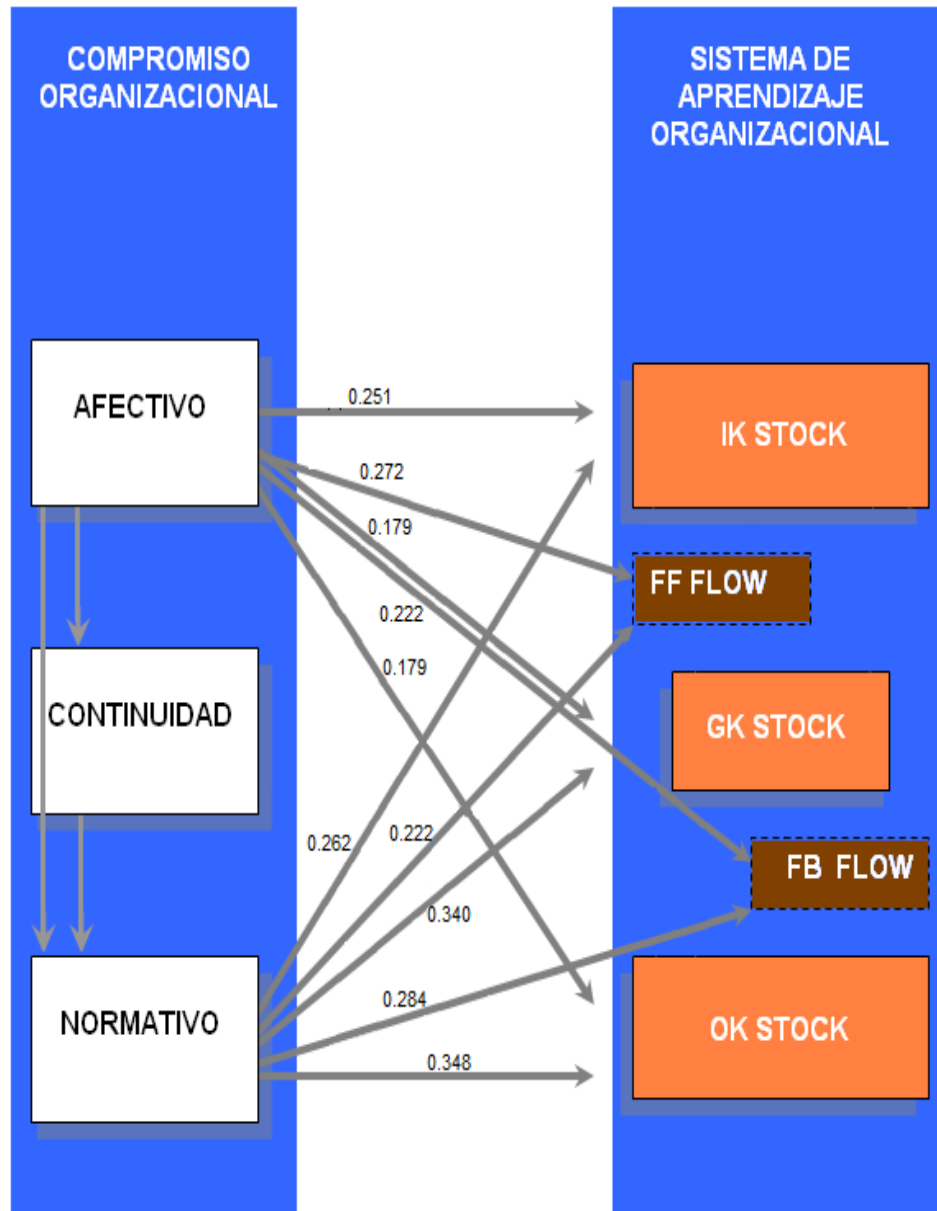 COMPROMISO
ORGANIZACIONAL
SISTEMA DE
APRENDIZAJE
ORGANIZACIONAL
AFECTIVO
0.251
IK STOCK
0.272
0.179
FF FLOW
0.222
0.179
CONTINUIDAD
GK STOCK
0.262
0.222
FB FLOW
0.340
NORMATIVO
0.284
OK STOCK
0.348